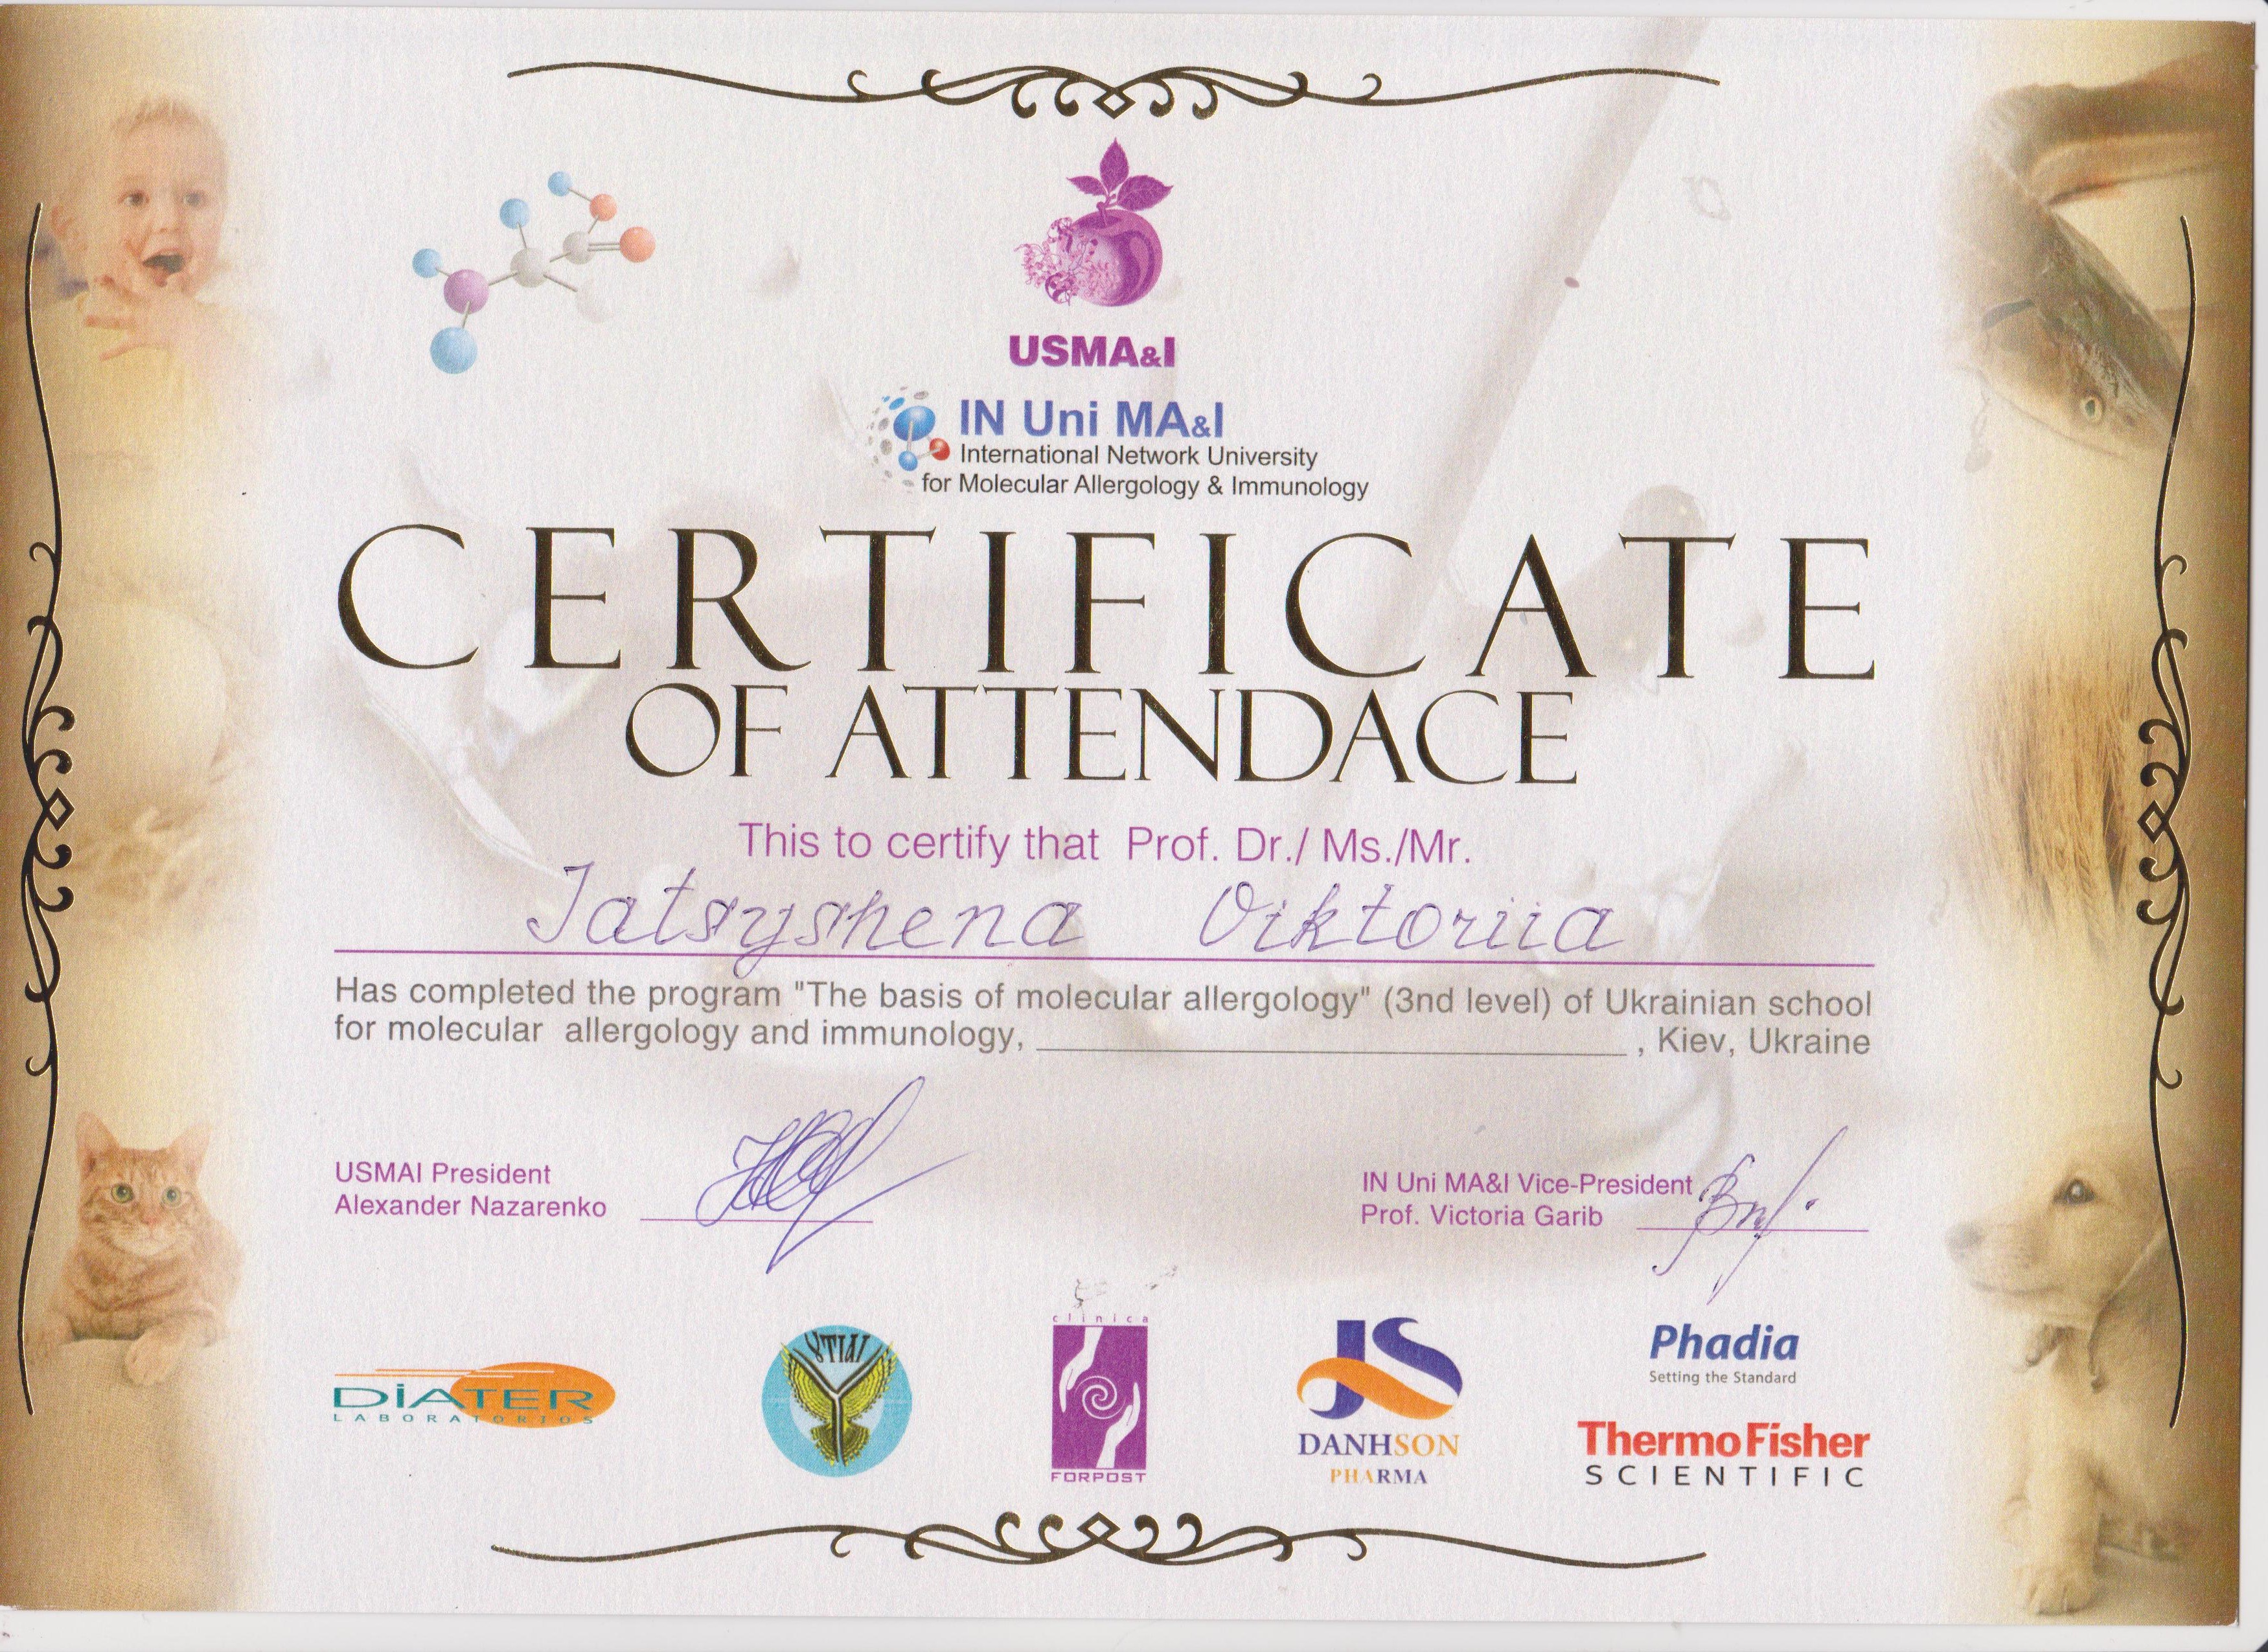 USMA&I
IN Uni MA&I
International Network University
for Molecular Allergology & Immunology
CERTIFICATE
OF ATTENDACE
This to certify that Prof. Dr./ Ms./Mr.
Iatsyshena Viktoriia
Has completed the program "The basis of molecular allergology" (3nd level) of Ukrainian school
for molecular allergology and immunology, , Kiev, Ukraine
USMAI President
Alexander Nazarenko
IN Uni MA&I Vice-President
Prof. Victoria Garib
DIATER
LABORATORIOS
clinica
FORPOST
JS
DANHSON
PHARMA
Phadia
Setting the Standard
ThermoFisher
SCIENTIFIC